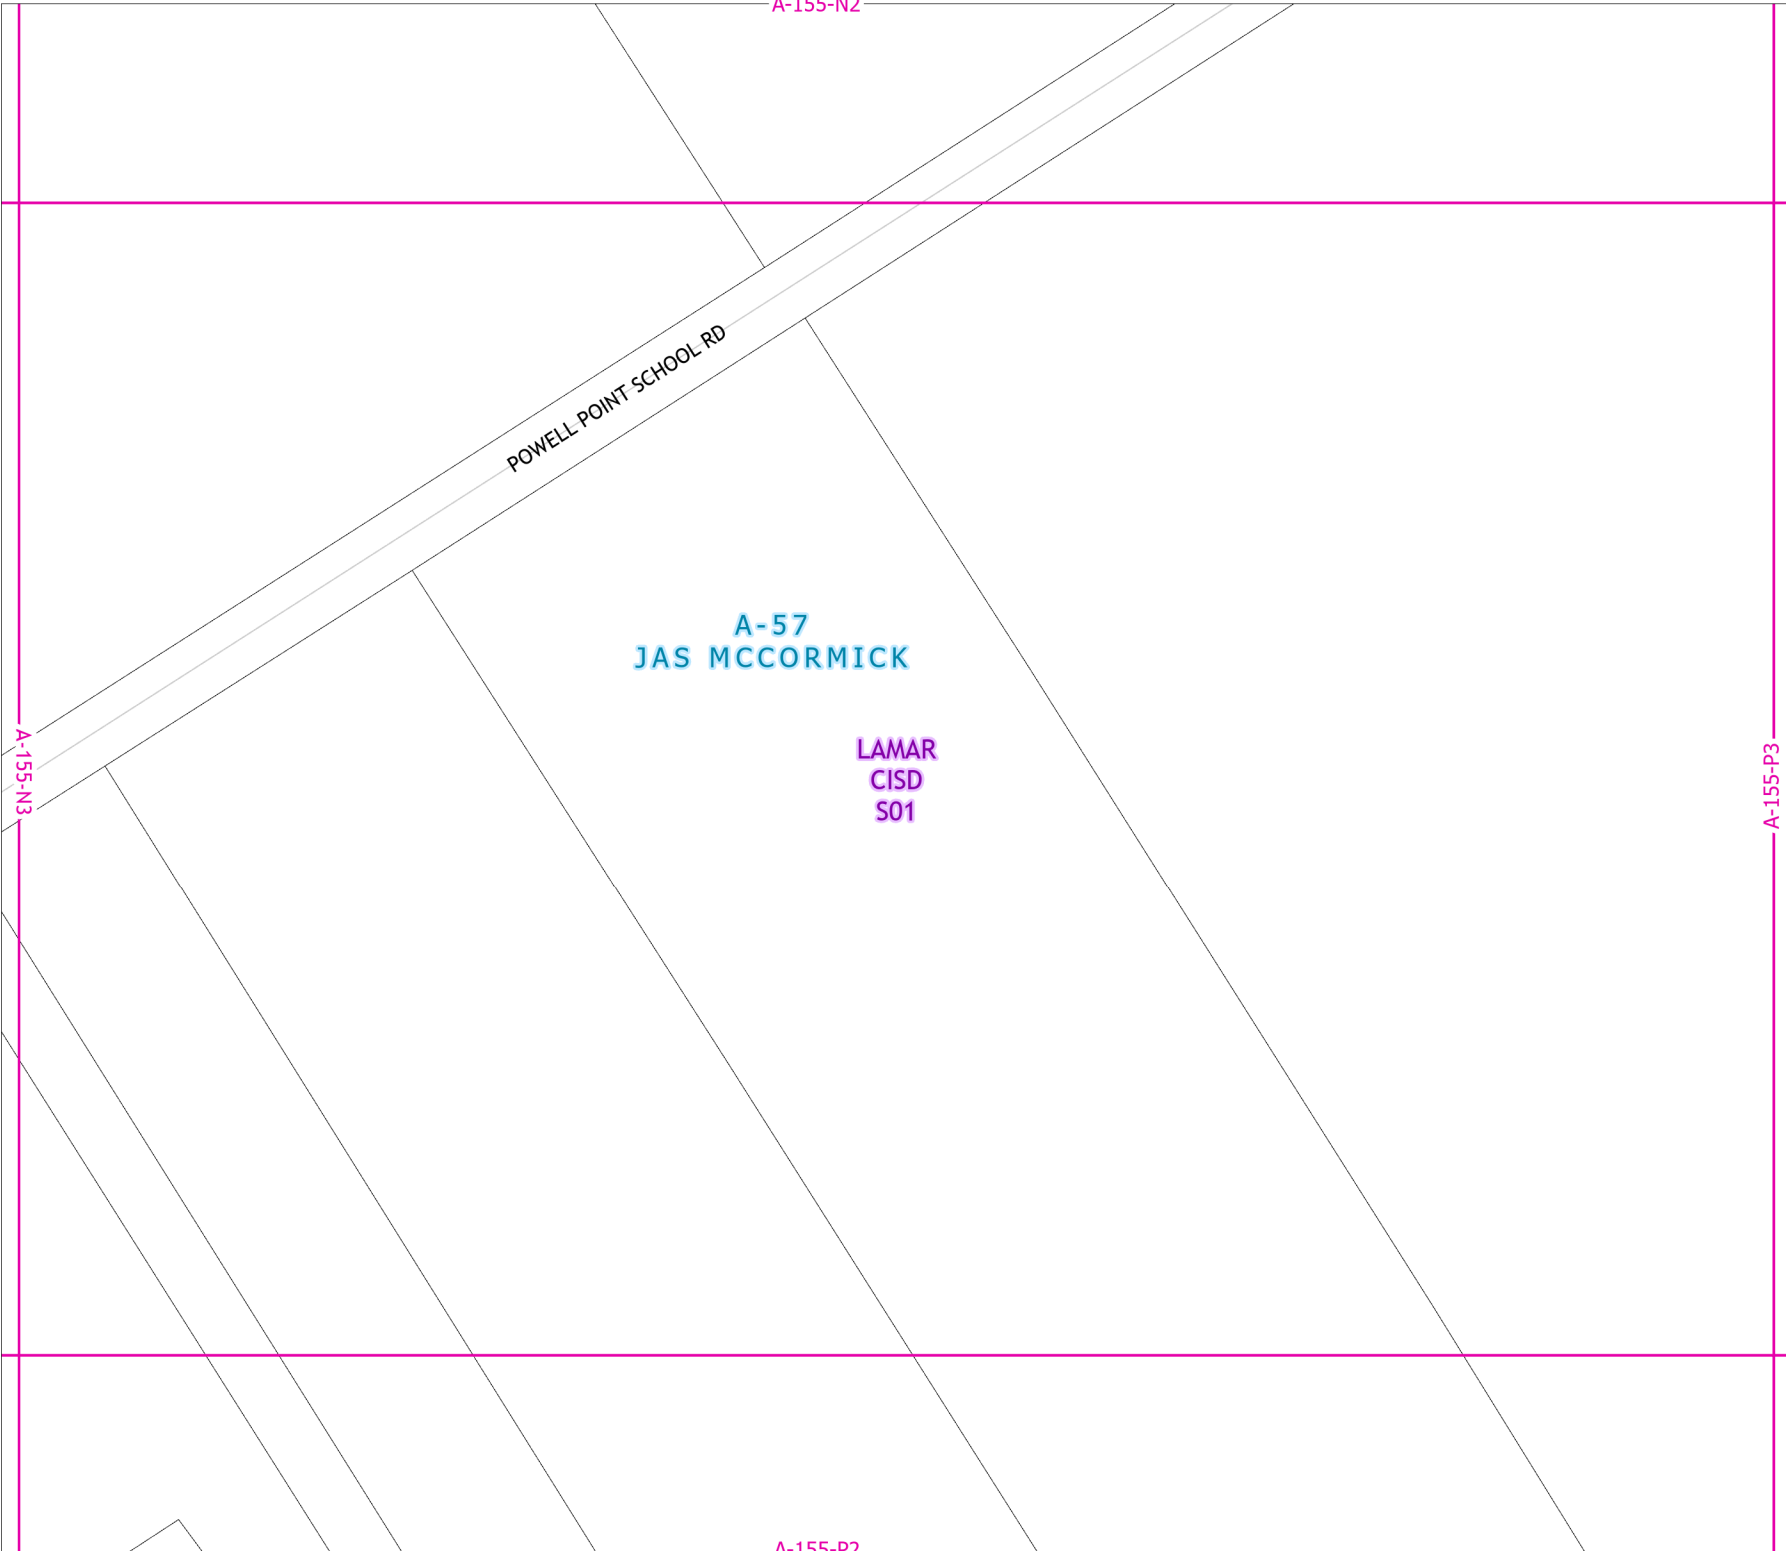 A-155-N2
POWELL POINT SCHOOL RD
A-57
JAS MCCORMICK
LAMAR
CISD
S01
A-155-N3
A-155-P3
A-155-P2